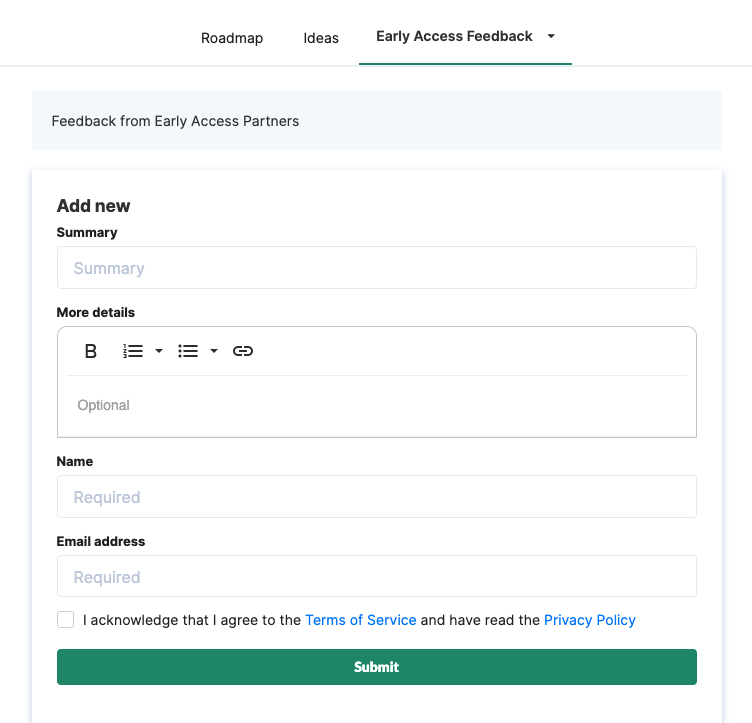 Roadmap Ideas Early Access Feedback
Feedback from Early Access Partners
Add new
Summary
Summary
More details
B
Optional
Name
Required
Email address
Required
I acknowledge that I agree to the Terms of Service and have read the Privacy Policy
Submit